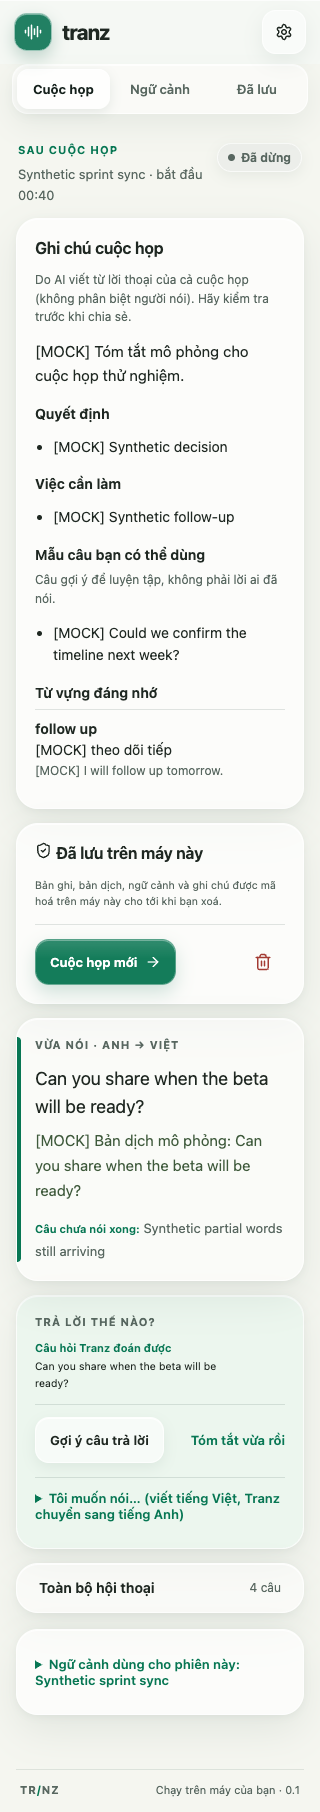 tranz
Cuộc họp
Ngữ cảnh
Đã lưu
SAU CUỘC HỌP
Đã dừng
Synthetic sprint sync · bắt đầu
00:40
Ghi chú cuộc họp
Do AI viết từ lời thoại của cả cuộc họp
(không phân biệt người nói). Hãy kiểm tra
trước khi chia sẻ.
[MOCK] Tóm tắt mô phỏng cho
cuộc họp thử nghiệm.
Quyết định
• [MOCK] Synthetic decision
Việc cần làm
• [MOCK] Synthetic follow-up
Mẫu câu bạn có thể dùng
Câu gợi ý để luyện tập, không phải lời ai đã
nói.
• [MOCK] Could we confirm the
timeline next week?
Từ vựng đáng nhớ
follow up
[MOCK] theo dõi tiếp
[MOCK] I will follow up tomorrow.
Đã lưu trên máy này
Bản ghi, bản dịch, ngữ cảnh và ghi chú được mã
hoá trên máy này cho tới khi bạn xoá.
Cuộc họp mới →
VỪA NÓI · ANH → VIỆT
Can you share when the beta
will be ready?
[MOCK] Bản dịch mô phỏng: Can
you share when the beta will be
ready?
Câu chưa nói xong: Synthetic partial words
still arriving
TRẢ LỜI THẾ NÀO?
Câu hỏi Tranz đoán được
Can you share when the beta will be
ready?
Gợi ý câu trả lời
Tóm tắt vừa rồi
▶ Tôi muốn nói... (viết tiếng Việt, Tranz
chuyển sang tiếng Anh)
Toàn bộ hội thoại
4 câu
▶ Ngữ cảnh dùng cho phiên này:
Synthetic sprint sync
TR/NZ
Chạy trên máy của bạn · 0.1